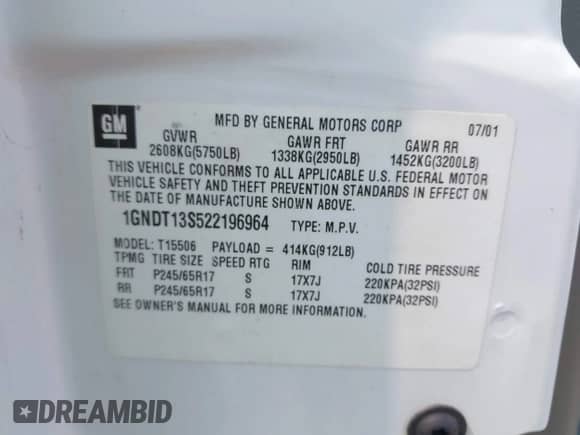 GM
MFD BY GENERAL MOTORS CORP 07/01
GVWR GAWR FRT GAWR RR
2608KG(5750LB) 1338KG(2950LB) 1452KG(3200LB)
THIS VEHICLE CONFORMS TO ALL APPLICABLE U.S. FEDERAL MOTOR
VEHICLE SAFETY AND THEFT PREVENTION STANDARDS IN EFFECT ON
THE DATE OF MANUFACTURE SHOWN ABOVE.
1GNDT13S522196964 TYPE: M.P.V.
MODEL: T15506 PAYLOAD = 414KG(912LB)
TPMG TIRE SIZE SPEED RTG RIM COLD TIRE PRESSURE
FRT P245/65R17 S 17X7J 220KPA(32PSI)
RR P245/65R17 S 17X7J 220KPA(32PSI)
SEE OWNER'S MANUAL FOR MORE INFORMATION.
DREAMBID